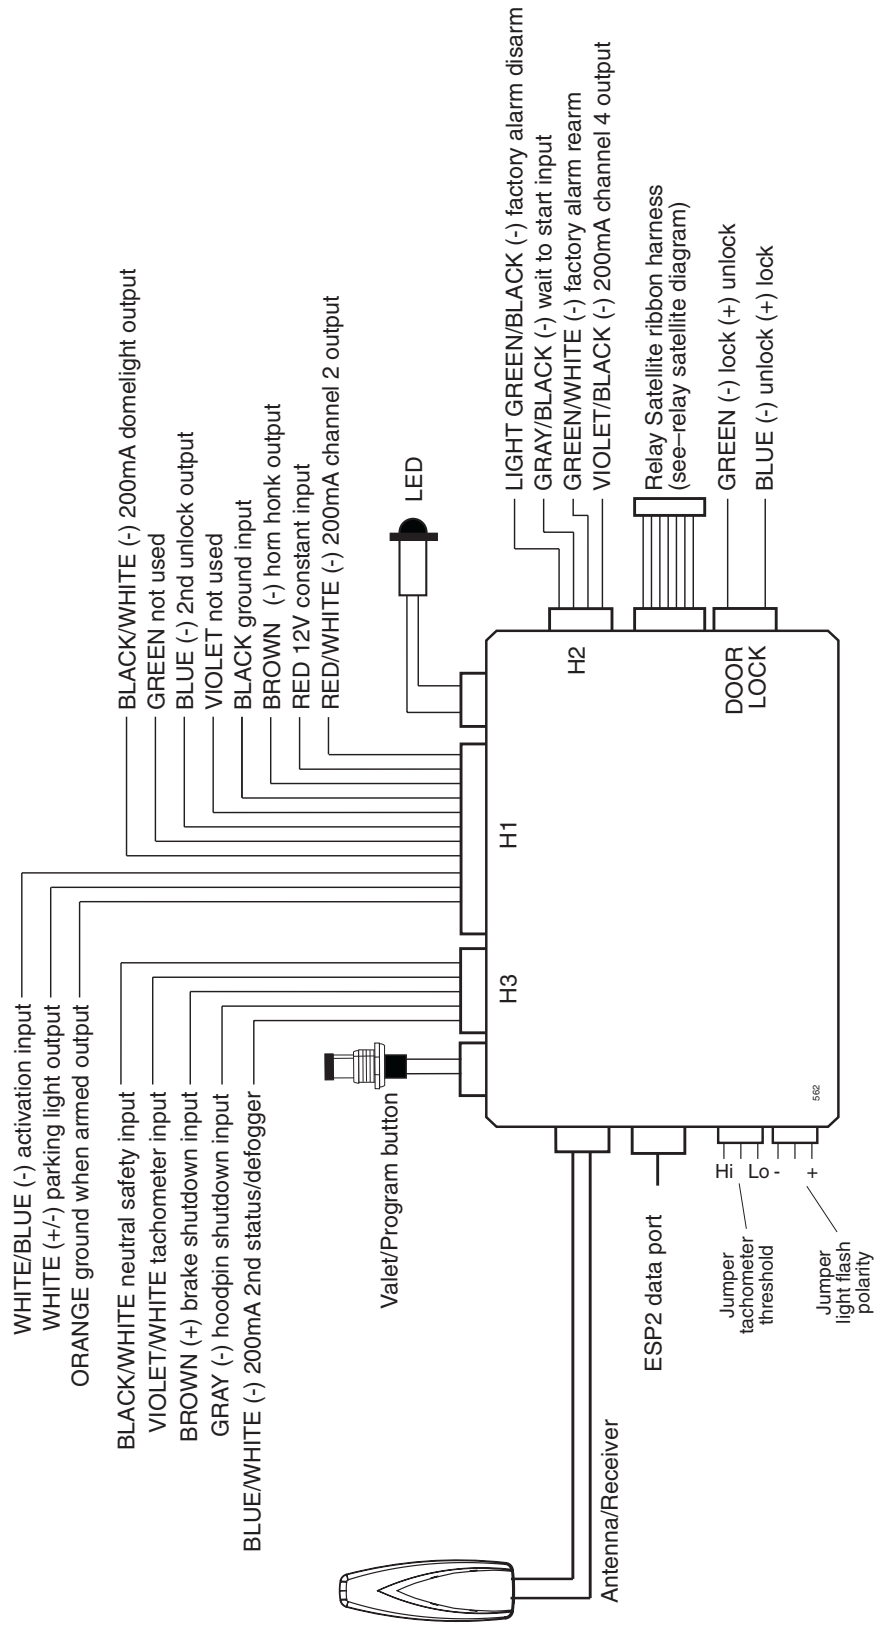 WHITE/BLUE (-) activation input
WHITE (+/-) parking light output
ORANGE ground when armed output
BLACK/WHITE (-) 200mA domelight output
GREEN not used
BLUE (-) 2nd unlock output
VIOLET not used
BLACK ground input
BROWN (-) horn honk output
RED 12V constant input
RED/WHITE (-) 200mA channel 2 output
BLACK/WHITE neutral safety input
VIOLET/WHITE tachometer input
BROWN (+) brake shutdown input
GRAY (-) hoodpin shutdown input
BLUE/WHITE (-) 200mA 2nd status/defogger
Valet/Program button
LED
H3
H1
H2
LIGHT GREEN/BLACK (-) factory alarm disarm
GRAY/BLACK (-) wait to start input
GREEN/WHITE (-) factory alarm rearm
VIOLET/BLACK (-) 200mA channel 4 output
Relay Satellite ribbon harness
(see–relay satellite diagram)
DOOR
LOCK
GREEN (-) lock (+) unlock
BLUE (-) unlock (+) lock
Antenna/Receiver
ESP2 data port
Hi
Lo
-
+
Jumper
tachometer
threshold
Jumper
light flash
polarity
562